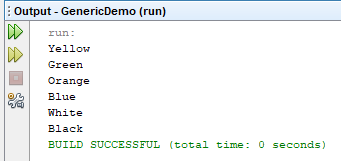 Output - GenericDemo (run)
run:
Yellow
Green
Orange
Blue
White
Black
BUILD SUCCESSFUL (total time: 0 seconds)